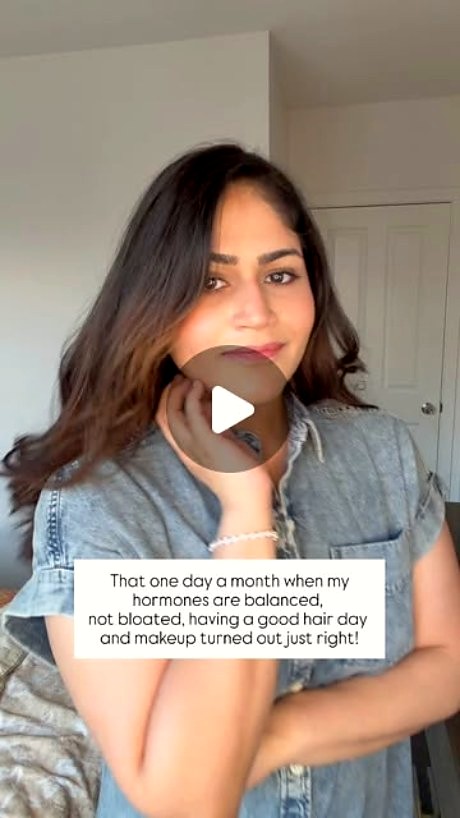 That one day a month when my
hormones are balanced,
not bloated, having a good hair day
and makeup turned out just right!